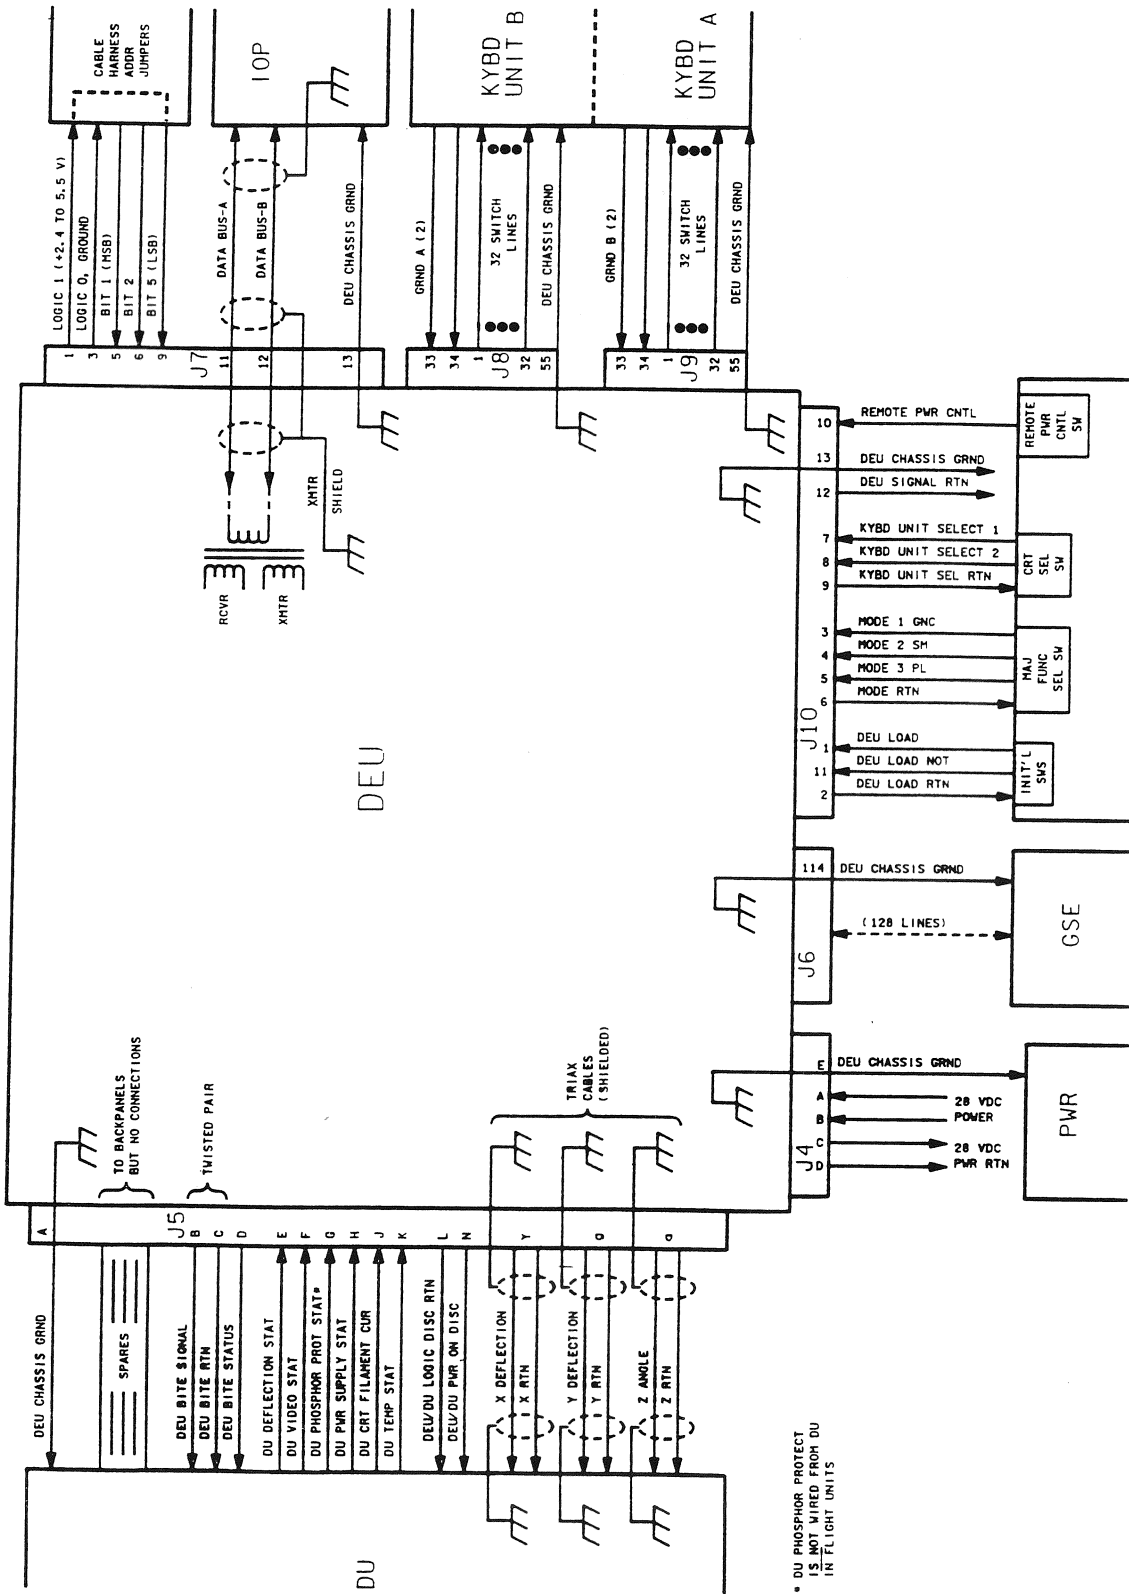 CABLE
HARNESS
ADDR
JUMPERS
IOP
KYBD
UNIT B
KYBD
UNIT A
LOGIC 1 (+2.4 TO 5.5 V)
LOGIC 0, GROUND
BIT 1 (MSB)
BIT 2
BIT 5 (LSB)
DATA BUS-A
DATA BUS-B
DEU CHASSIS GRND
GRND A (2)
32 SWITCH
LINES
DEU CHASSIS GRND
GRND B (2)
32 SWITCH
LINES
DEU CHASSIS GRND
1
3
5
6
9
J7
11
12
13
33
34
1
J8
32
55
33
34
1
J9
32
55
XMTR
SHIELD
RCVR
XMTR
DEU
J10
10
REMOTE PWR CNTL
REMOTE
PWR
CNTL
SW
13
DEU CHASSIS GRND
12
DEU SIGNAL RTN
7
KYBD UNIT SELECT 1
8
KYBD UNIT SELECT 2
9
KYBD UNIT SEL RTN
CRT
SEL
SW
3
MODE 1 GNC
4
MODE 2 SM
5
MODE 3 PL
6
MODE RTN
MAJ
FUNC
SEL SW
1
DEU LOAD
11
DEU LOAD NOT
2
DEU LOAD RTN
INIT'L
SWS
J6
114
DEU CHASSIS GRND
(128 LINES)
GSE
J4
E
DEU CHASSIS GRND
A
B
28 VDC
POWER
C
D
28 VDC
PWR RTN
PWR
TO BACKPANELS
BUT NO CONNECTIONS
TWISTED PAIR
TRIAX
CABLES
(SHIELDED)
J5
A
B
C
D
E
F
G
H
J
K
L
N
Y
g
a
DEU CHASSIS GRND
SPARES
DEU BITE SIGNAL
DEU BITE RTN
DEU BITE STATUS
DU DEFLECTION STAT
DU VIDEO STAT
DU PHOSPHOR PROT STAT*
DU PWR SUPPLY STAT
DU CRT FILAMENT CUR
DU TEMP STAT
DEU/DU LOGIC DISC RTN
DEU/DU PWR ON DISC
X DEFLECTION
X RTN
Y DEFLECTION
Y RTN
Z ANGLE
Z RTN
DU
* DU PHOSPHOR PROTECT
IS NOT WIRED FROM DU
IN FLIGHT UNITS